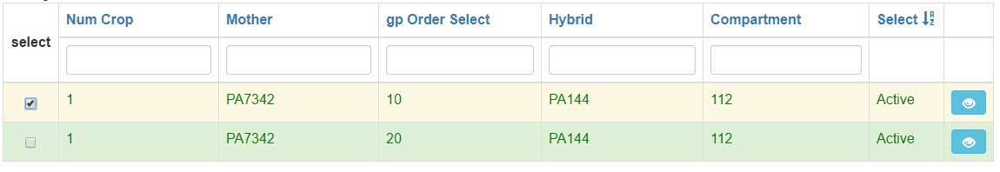 select Num Crop Mother gp Order Select Hybrid Compartment Select
1 PA7342 10 PA144 112 Active
1 PA7342 20 PA144 112 Active